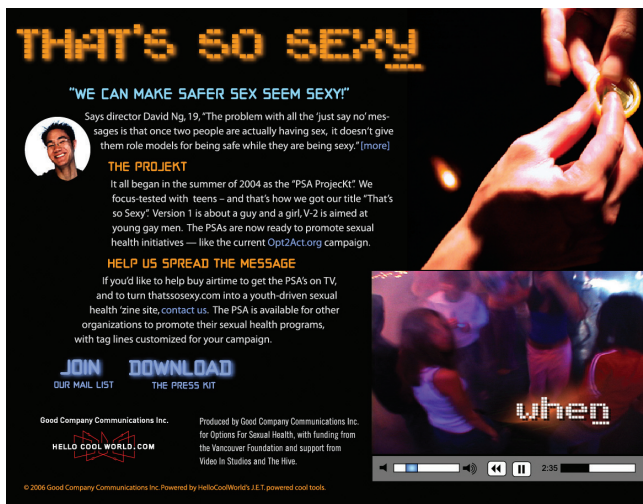 THAT'S SO SEXY
"WE CAN MAKE SAFER SEX SEEM SEXY!"
Says director David Ng, 19, "The problem with all the 'just say no' mes-
sages is that once two people are actually having sex, it doesn't give
them role models for being safe while they are being sexy." [more]
THE PROJEKT
It all began in the summer of 2004 as the "PSA ProjecKt". We
focus-tested with teens – and that's how we got our title "That's
so Sexy". Version 1 is about a guy and a girl, V-2 is aimed at
young gay men. The PSAs are now ready to promote sexual
health initiatives — like the current Opt2Act.org campaign.
HELP US SPREAD THE MESSAGE
If you'd like to help buy airtime to get the PSA's on TV,
and to turn thatssosexy.com into a youth-driven sexual
health 'zine site, contact us. The PSA is available for other
organizations to promote their sexual health programs,
with tag lines customized for your campaign.
JOIN
OUR MAIL LIST
DOWNLOAD
THE PRESS KIT
when
2:35
Good Company Communications Inc.
HELLO COOL WORLD.COM
Produced by Good Company Communications Inc.
for Options For Sexual Health, with funding from
the Vancouver Foundation and support from
Video In Studios and The Hive.
© 2006 Good Company Communications Inc. Powered by HelloCoolWorld's J.E.T. powered cool tools.